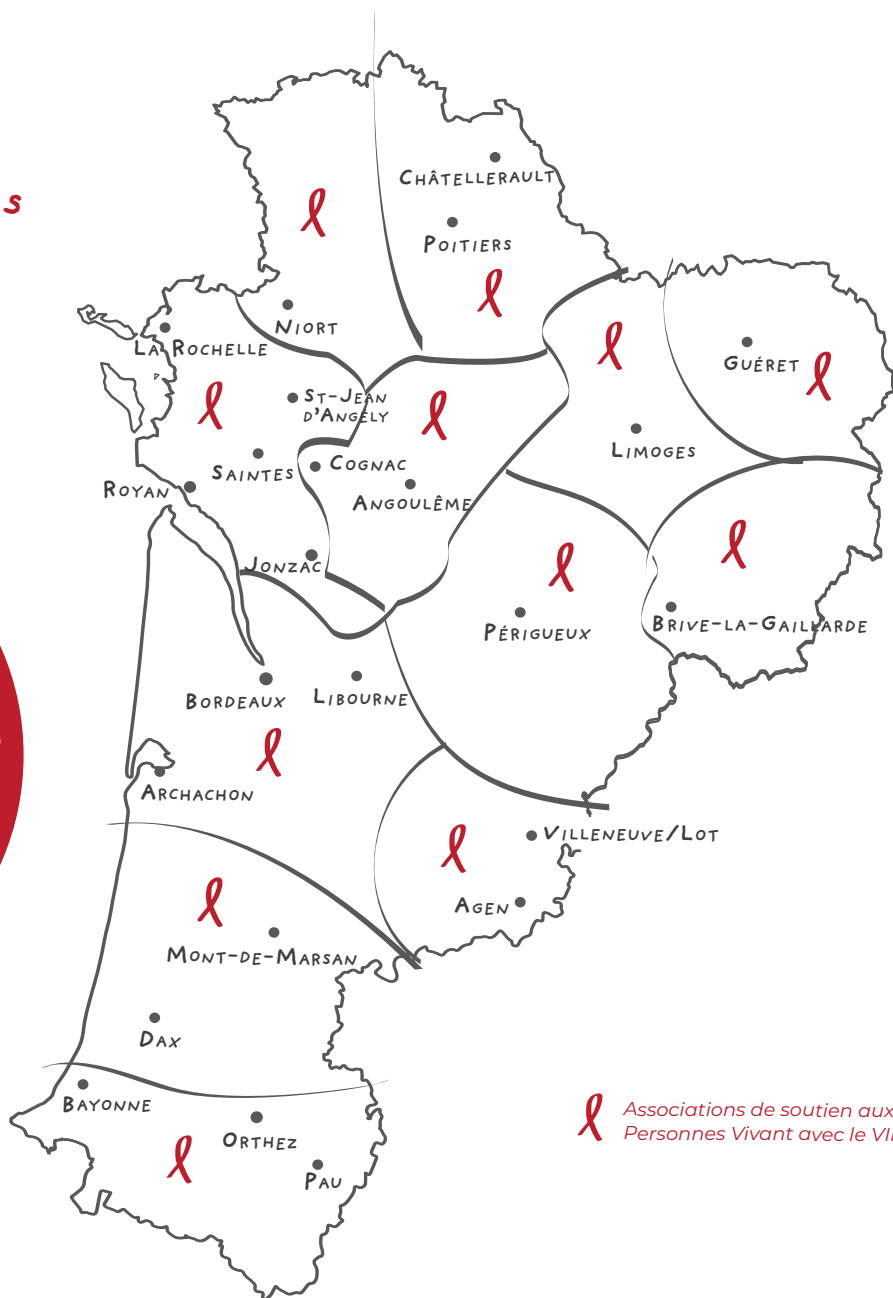 s
Châtellerault
Poitiers
Niort
La Rochelle
Guéret
St-Jean
d'Angély
Limoges
Saintes
Cognac
Royan
Angoulême
Jonzac
Périgueux
Brive-la-Gaillarde
Bordeaux
Libourne
Archachon
Villeneuve/Lot
Agen
Mont-de-Marsan
Dax
Bayonne
Orthez
Pau
Associations de soutien aux
Personnes Vivant avec le